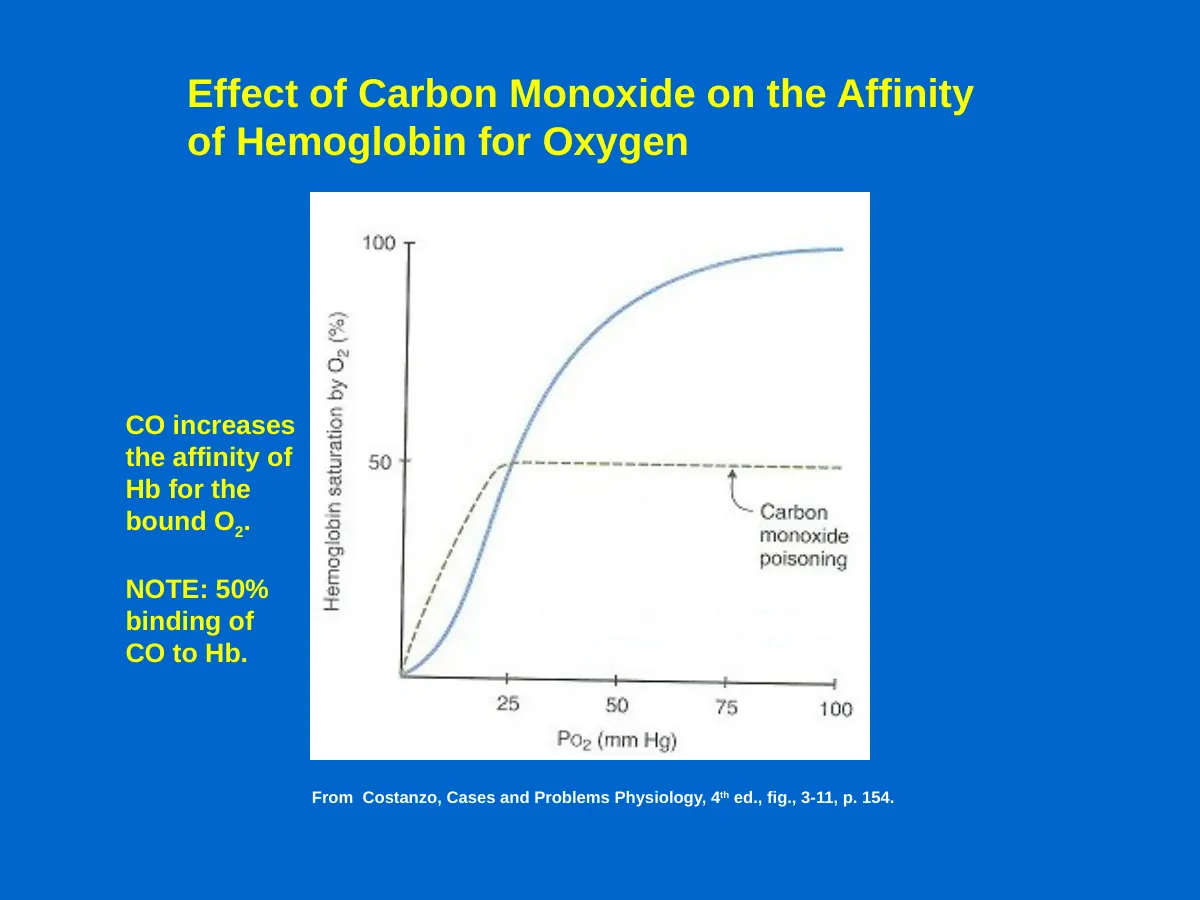 Effect of Carbon Monoxide on the Affinity
of Hemoglobin for Oxygen
CO increases
the affinity of
Hb for the
bound O₂.
NOTE: 50%
binding of
CO to Hb.
Hemoglobin saturation by O₂ (%)
100
50
Carbon
monoxide
poisoning
25 50 75 100
PO₂ (mm Hg)
From Costanzo, Cases and Problems Physiology, 4th ed., fig., 3-11, p. 154.